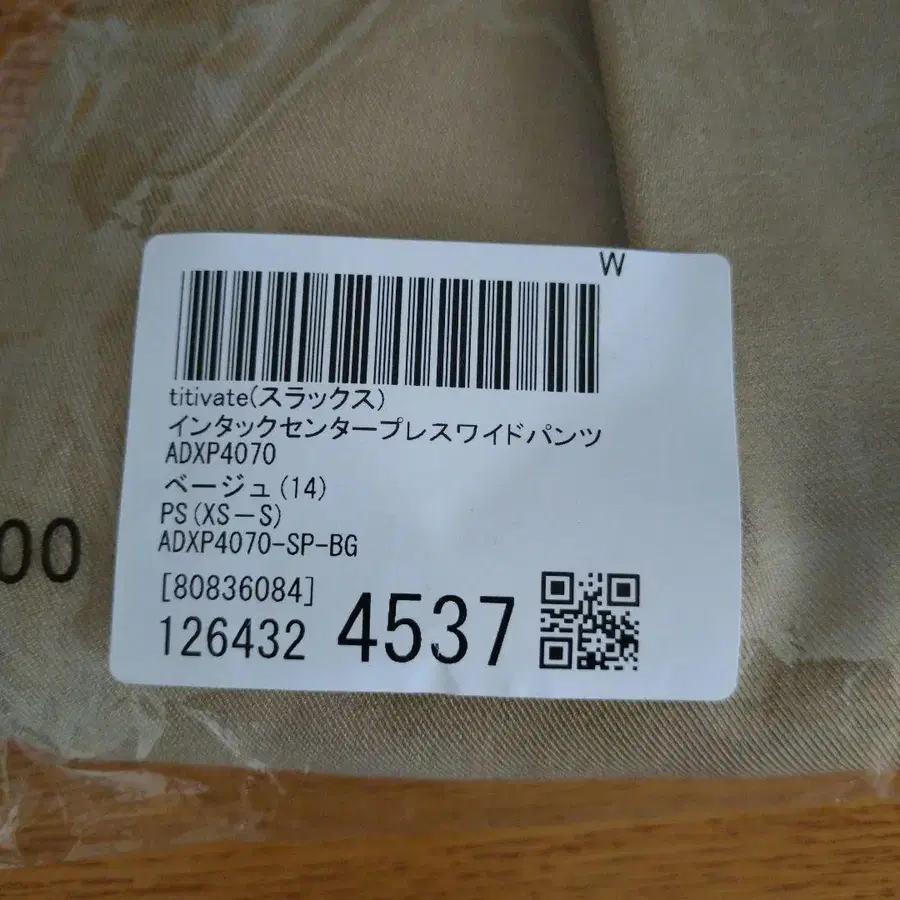 W
titivate(スラックス)
インタックセンタープレスワイドパンツ
ADXP4070
ベージュ(14)
PS(XS－S)
ADXP4070-SP-BG
00
[80836084]
126432 4537